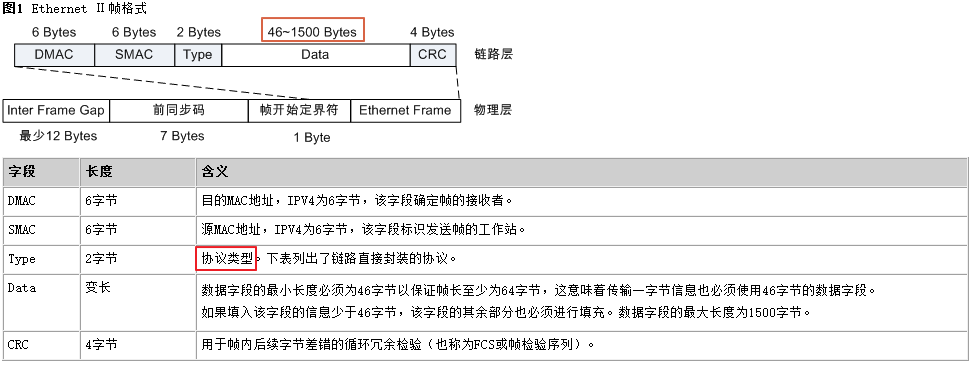 图1 Ethernet Ⅱ帧格式
6 Bytes 6 Bytes 2 Bytes 46~1500 Bytes 4 Bytes
DMAC SMAC Type Data CRC 链路层
Inter Frame Gap 前同步码 帧开始定界符 Ethernet Frame 物理层
最少12 Bytes 7 Bytes 1 Byte
字段 长度 含义
DMAC 6字节 目的MAC地址，IPV4为6字节，该字段确定帧的接收者。
SMAC 6字节 源MAC地址，IPV4为6字节，该字段标识发送帧的工作站。
Type 2字节 协议类型。下表列出了链路直接封装的协议。
Data 变长 数据字段的最小长度必须为46字节以保证帧长至少为64字节，这意味着传输一字节信息也必须使用46字节的数据字段。
如果填入该字段的信息少于46字节，该字段的其余部分也必须进行填充。数据字段的最大长度为1500字节。
CRC 4字节 用于帧内后续字节差错的循环冗余检验（也称为FCS或帧检验序列）。